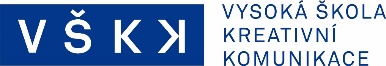 VŠKK
VYSOKÁ ŠKOLA
KREATIVNÍ
KOMUNIKACE